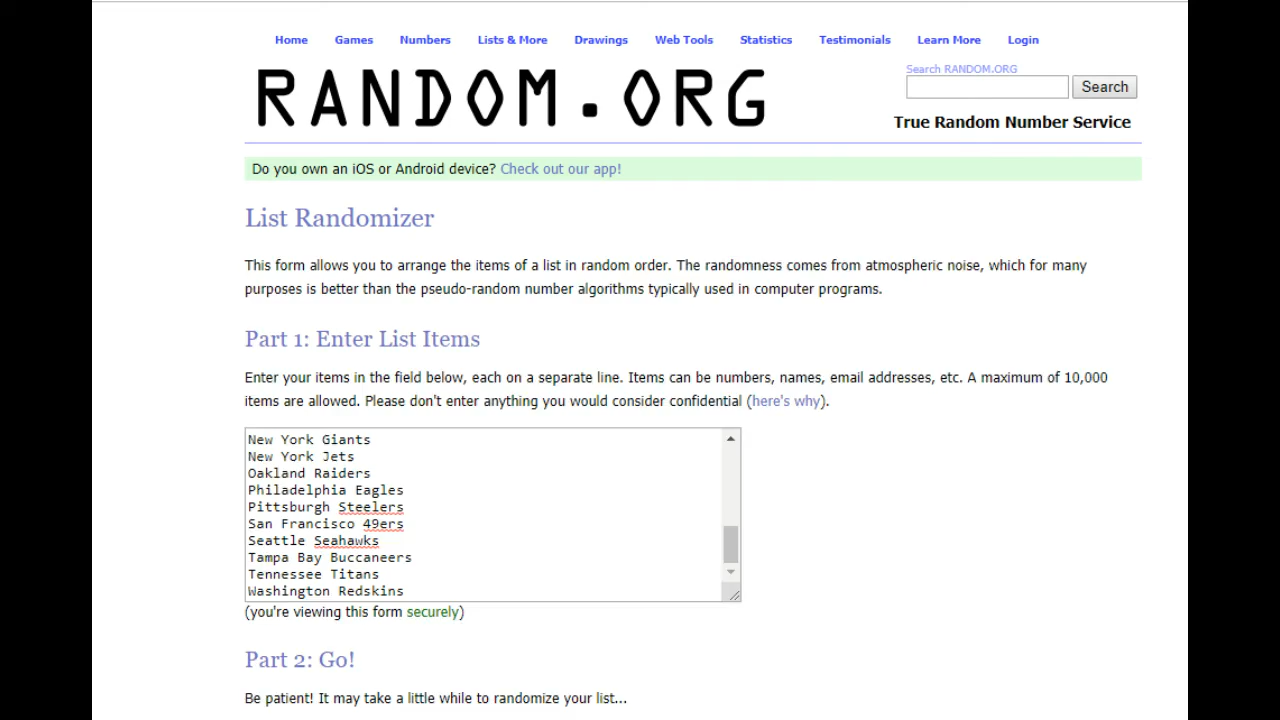 Home Games Numbers Lists & More Drawings Web Tools Statistics Testimonials Learn More Login
RANDOM.ORG
Search RANDOM.ORG
Search
True Random Number Service
Do you own an iOS or Android device? Check out our app!
List Randomizer
This form allows you to arrange the items of a list in random order. The randomness comes from atmospheric noise, which for many
purposes is better than the pseudo-random number algorithms typically used in computer programs.
Part 1: Enter List Items
Enter your items in the field below, each on a separate line. Items can be numbers, names, email addresses, etc. A maximum of 10,000
items are allowed. Please don't enter anything you would consider confidential (here's why).
New York Giants
New York Jets
Oakland Raiders
Philadelphia Eagles
Pittsburgh Steelers
San Francisco 49ers
Seattle Seahawks
Tampa Bay Buccaneers
Tennessee Titans
Washington Redskins
(you're viewing this form securely)
Part 2: Go!
Be patient! It may take a little while to randomize your list...